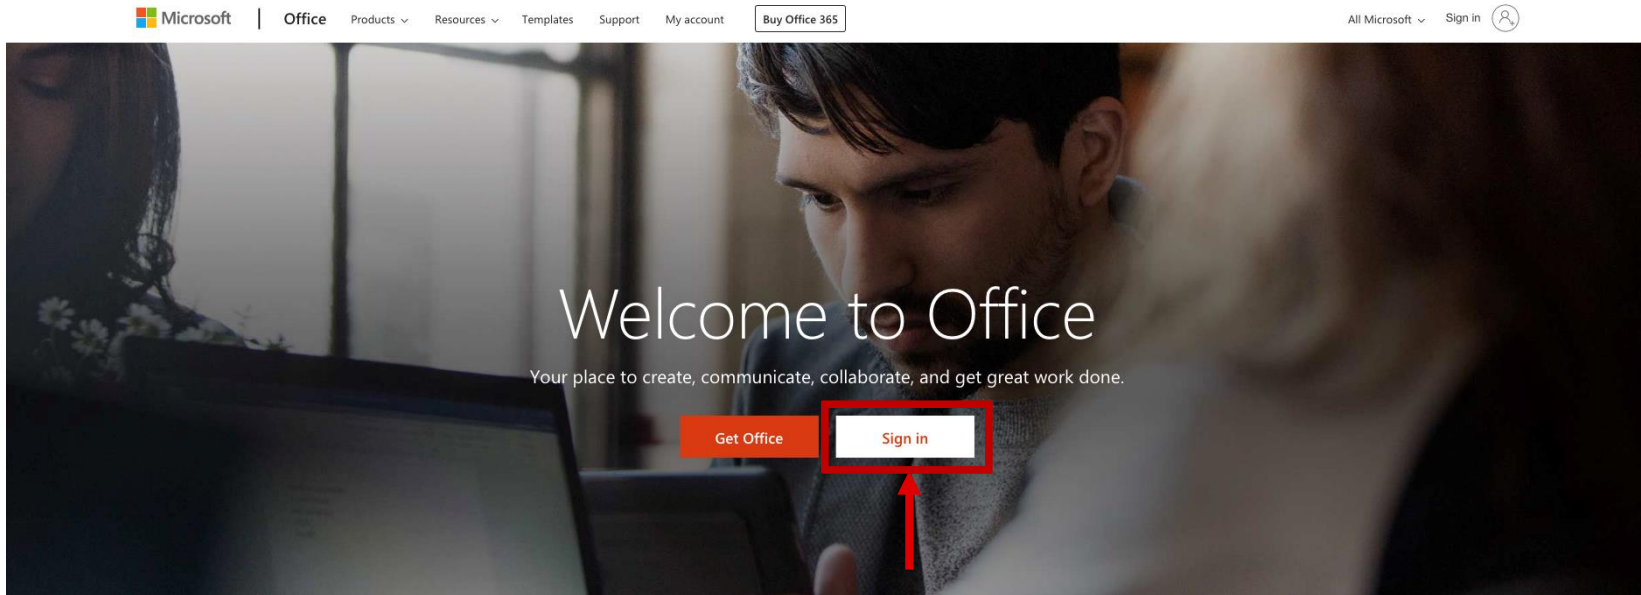 Microsoft Office Products Resources Templates Support My account Buy Office 365 All Microsoft Sign in
Welcome to Office
Your place to create, communicate, collaborate, and get great work done.
Get Office Sign in